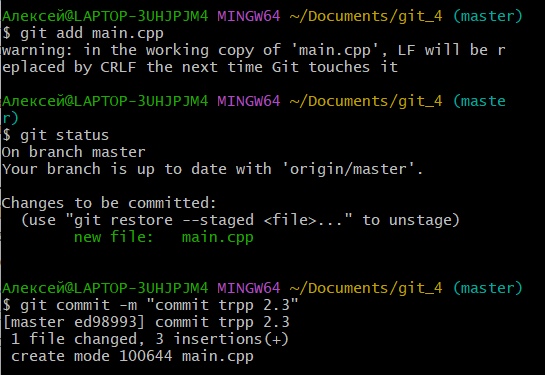 Алексей@LAPTOP-3UHJPJM4 MINGW64 ~/Documents/git_4 (master)
$ git add main.cpp
warning: in the working copy of 'main.cpp', LF will be r
eplaced by CRLF the next time Git touches it
Алексей@LAPTOP-3UHJPJM4 MINGW64 ~/Documents/git_4 (maste
r)
$ git status
On branch master
Your branch is up to date with 'origin/master'.
Changes to be committed:
  (use "git restore --staged <file>..." to unstage)
        new file:   main.cpp
Алексей@LAPTOP-3UHJPJM4 MINGW64 ~/Documents/git_4 (master)
$ git commit -m "commit trpp 2.3"
[master ed98993] commit trpp 2.3
 1 file changed, 3 insertions(+)
 create mode 100644 main.cpp